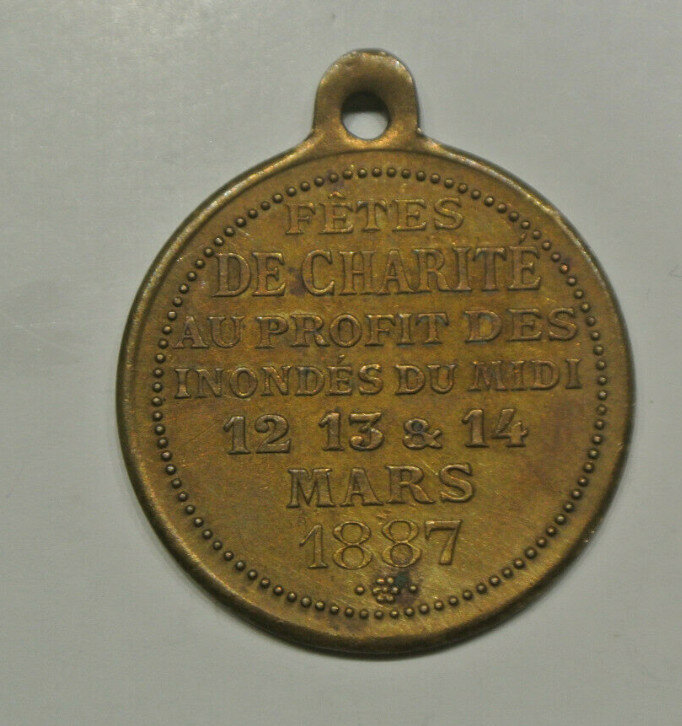 FÊTES
DE CHARITÉ
AU PROFIT DES
INONDÉS DU MIDI
12 13 & 14
MARS
1887